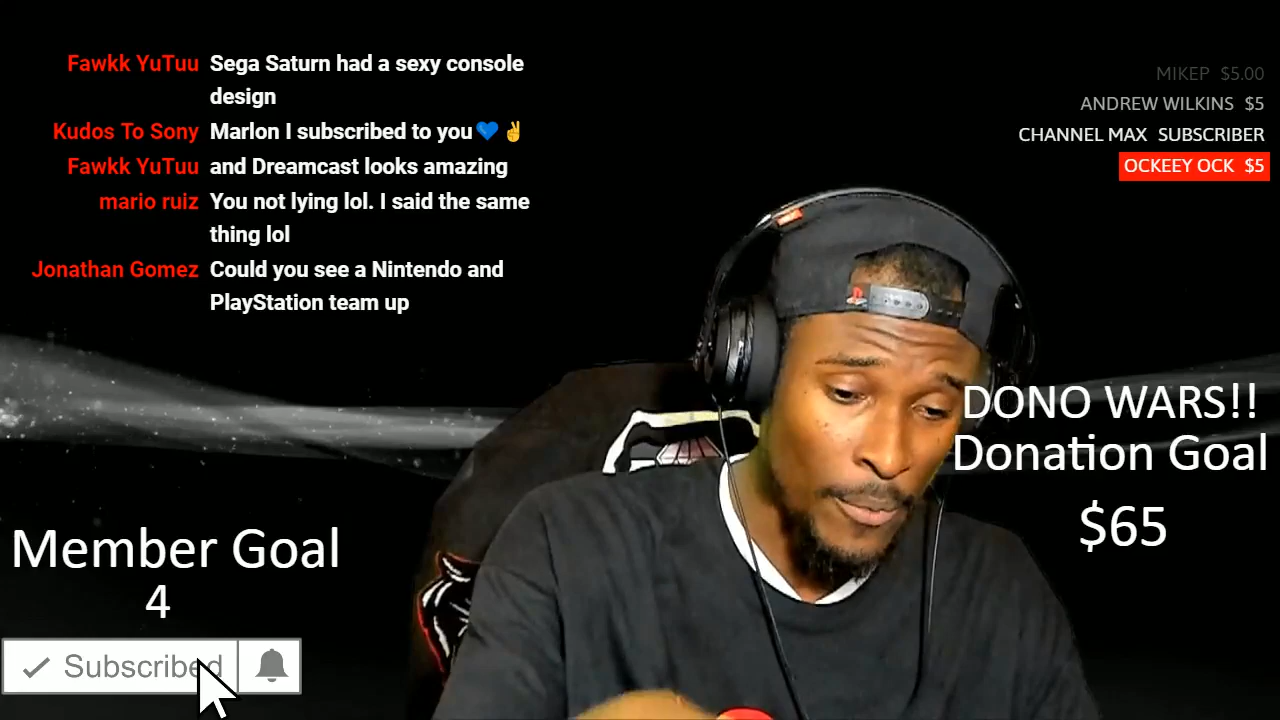 Fawkk YuTuu Sega Saturn had a sexy console
design
Kudos To Sony Marlon I subscribed to you💙✌
Fawkk YuTuu and Dreamcast looks amazing
mario ruiz You not lying lol. I said the same
thing lol
Jonathan Gomez Could you see a Nintendo and
PlayStation team up
MIKEP $5.00
ANDREW WILKINS $5
CHANNEL MAX SUBSCRIBER
OCKEEY OCK $5
DONO WARS!!
Donation Goal
$65
Member Goal
4
Subscribed